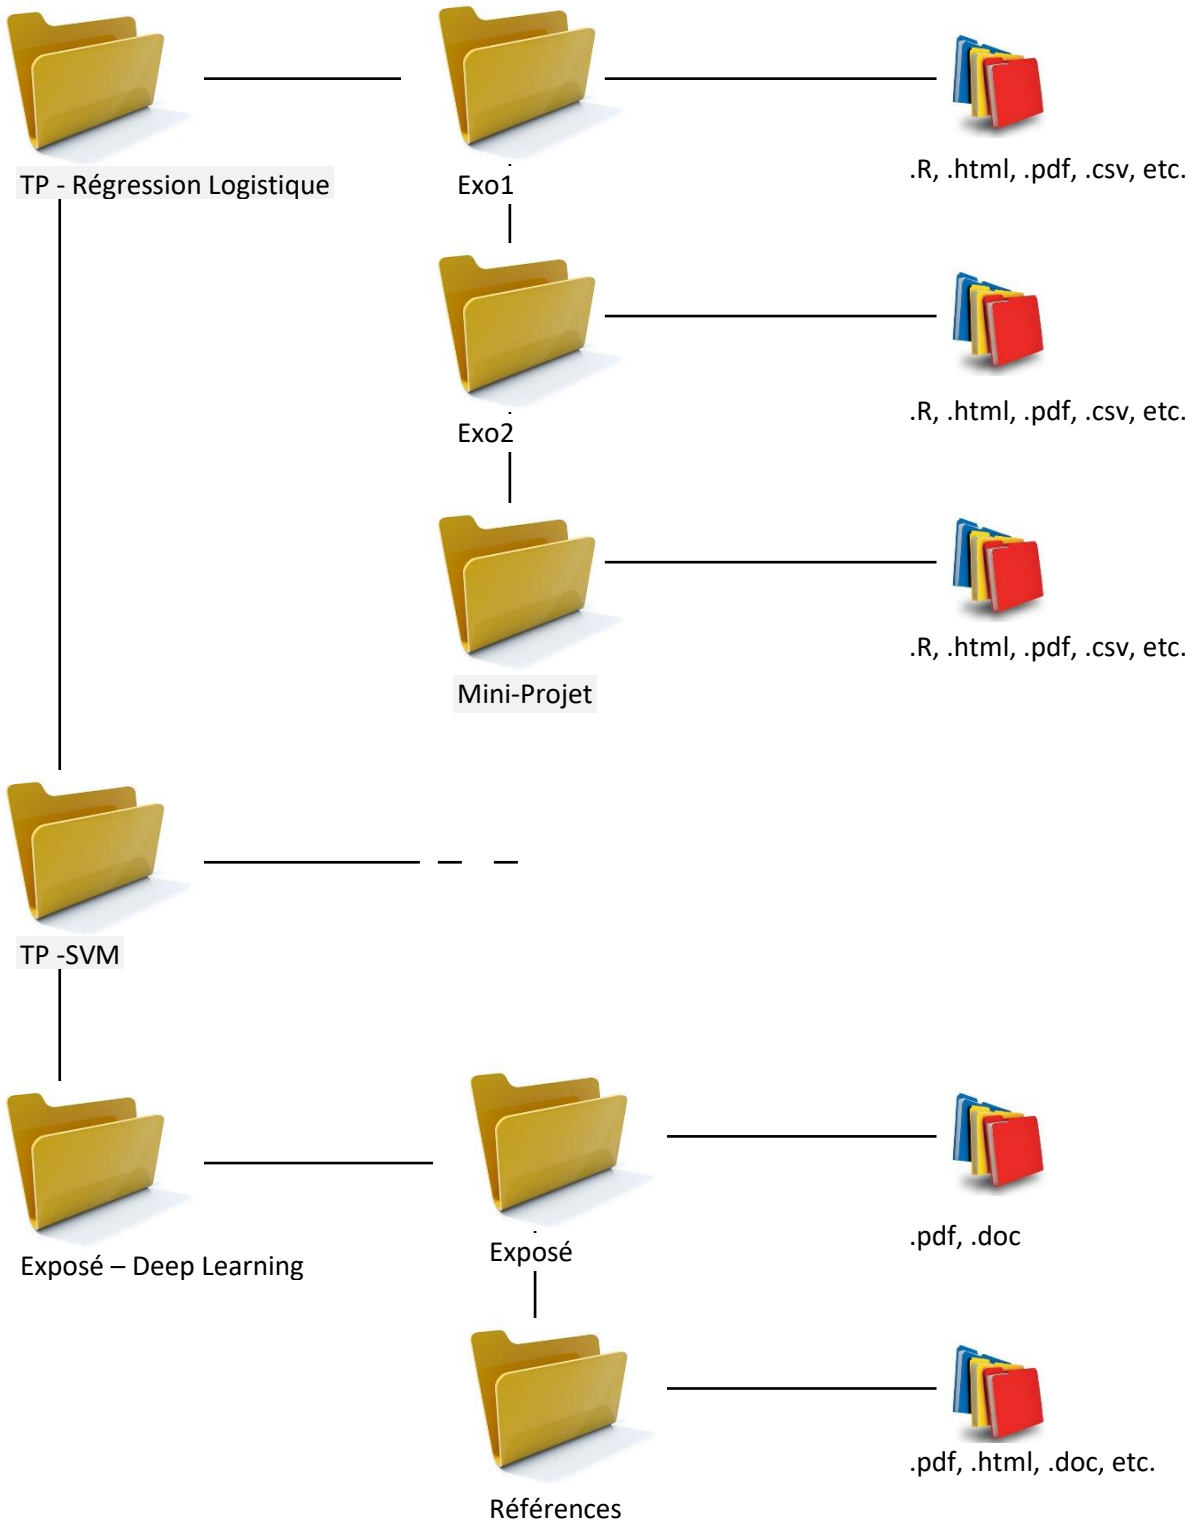 TP - Régression Logistique
Exo1
.R, .html, .pdf, .csv, etc.
Exo2
.R, .html, .pdf, .csv, etc.
Mini-Projet
.R, .html, .pdf, .csv, etc.
TP -SVM
Exposé – Deep Learning
Exposé
.pdf, .doc
Références
.pdf, .html, .doc, etc.